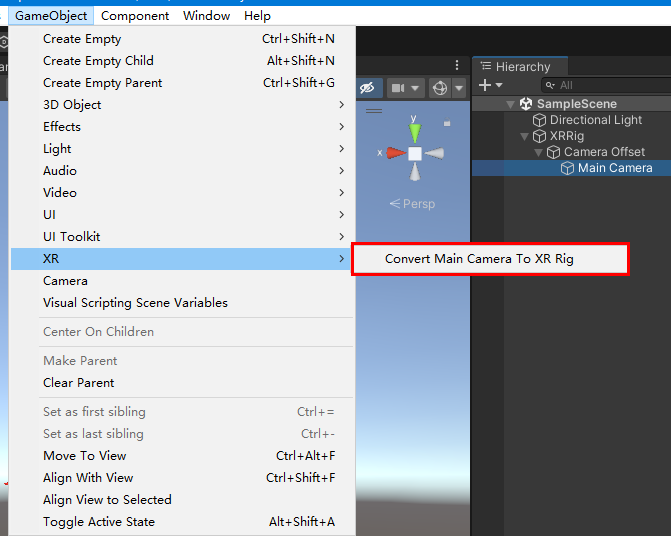 GameObject Component Window Help
Create Empty Ctrl+Shift+N
Create Empty Child Alt+Shift+N
Create Empty Parent Ctrl+Shift+G
3D Object
Effects
Light
Audio
Video
UI
UI Toolkit
XR
Camera
Visual Scripting Scene Variables
Center On Children
Make Parent
Clear Parent
Set as first sibling Ctrl+=
Set as last sibling Ctrl+-
Move To View Ctrl+Alt+F
Align With View Ctrl+Shift+F
Align View to Selected
Toggle Active State Alt+Shift+A
Convert Main Camera To XR Rig
y
x
Persp
Hierarchy
All
SampleScene
Directional Light
XRRig
Camera Offset
Main Camera